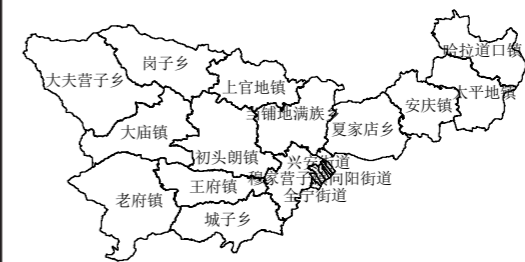 哈拉道口镇
岗子乡
大夫营子乡
上官地镇
太平地镇
安庆镇
当铺地满族乡
大庙镇
夏家店乡
初头朗镇
兴安街道
王府镇
穆家营子镇
向阳街道
老府镇
全宁街道
城子乡